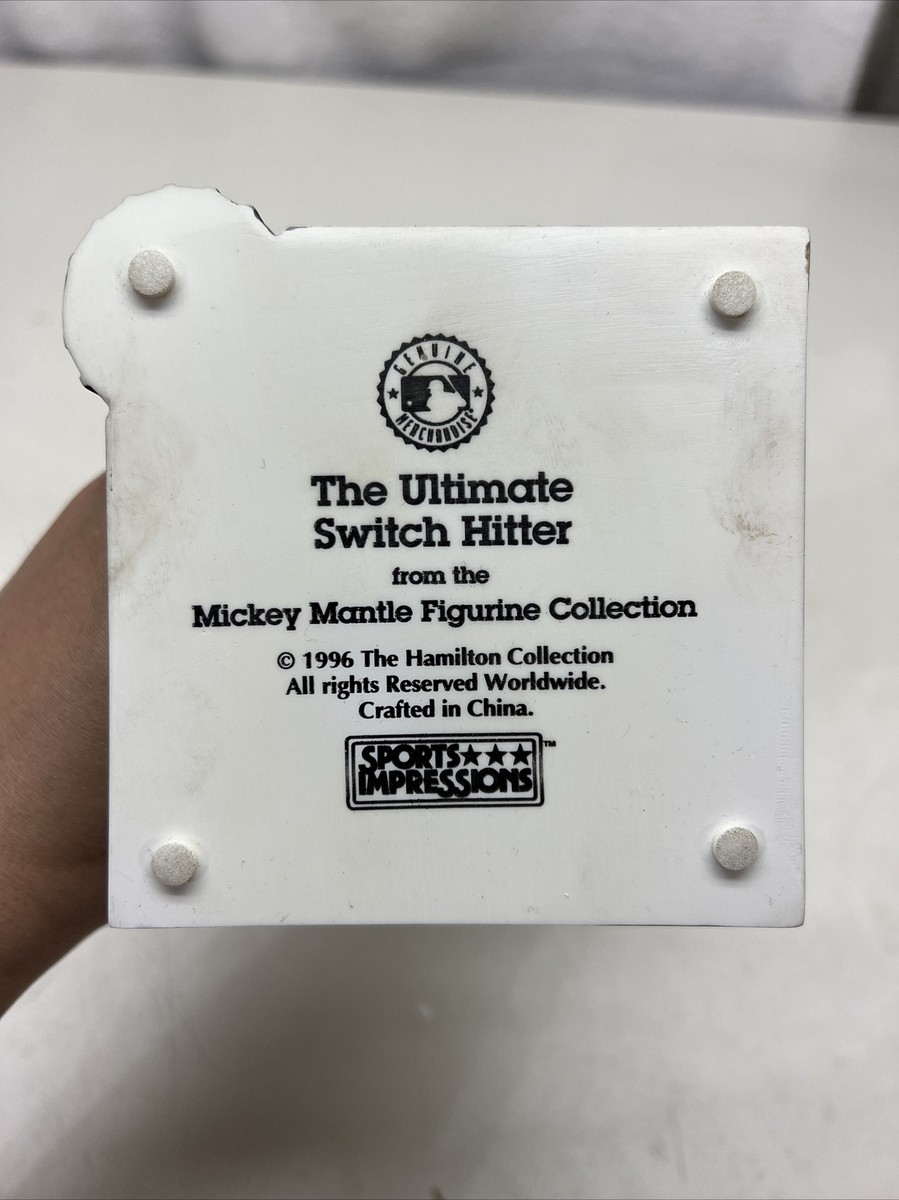 GENUINE
MERCHANDISE
The Ultimate
Switch Hitter
from the
Mickey Mantle Figurine Collection
© 1996 The Hamilton Collection
All rights Reserved Worldwide.
Crafted in China.
SPORTS★★★™
IMPRESSIONS